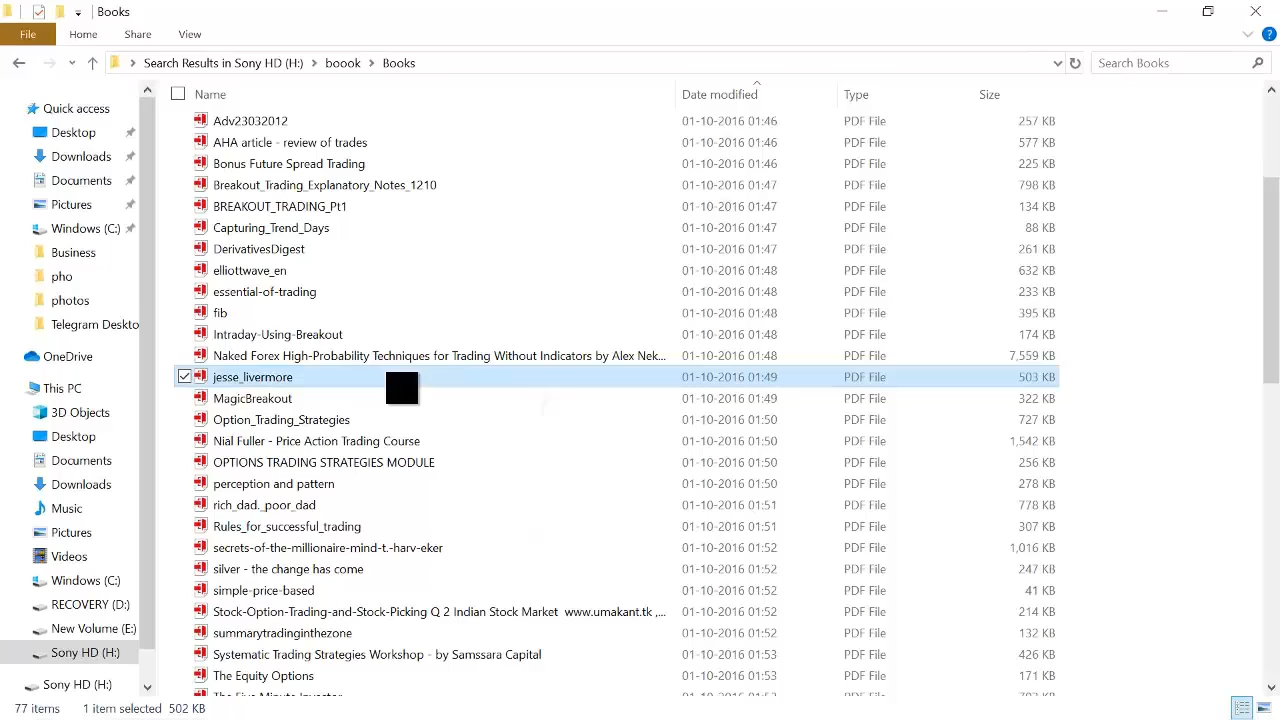 Books
File Home Share View
Search Results in Sony HD (H:) boook Books Search Books
Name Date modified Type Size
Quick access
Desktop
Downloads
Documents
Pictures
Windows (C:)
Business
pho
photos
Telegram Deskto
OneDrive
This PC
3D Objects
Desktop
Documents
Downloads
Music
Pictures
Videos
Windows (C:)
RECOVERY (D:)
New Volume (E:)
Sony HD (H:)
Sony HD (H:)
Adv23032012 01-10-2016 01:46 PDF File 257 KB
AHA article - review of trades 01-10-2016 01:46 PDF File 577 KB
Bonus Future Spread Trading 01-10-2016 01:46 PDF File 225 KB
Breakout_Trading_Explanatory_Notes_1210 01-10-2016 01:47 PDF File 798 KB
BREAKOUT_TRADING_Pt1 01-10-2016 01:47 PDF File 134 KB
Capturing_Trend_Days 01-10-2016 01:47 PDF File 88 KB
DerivativesDigest 01-10-2016 01:47 PDF File 261 KB
elliottwave_en 01-10-2016 01:48 PDF File 632 KB
essential-of-trading 01-10-2016 01:48 PDF File 233 KB
fib 01-10-2016 01:48 PDF File 395 KB
Intraday-Using-Breakout 01-10-2016 01:48 PDF File 174 KB
Naked Forex High-Probability Techniques for Trading Without Indicators by Alex Nek... 01-10-2016 01:48 PDF File 7,559 KB
jesse_livermore 01-10-2016 01:49 PDF File 503 KB
MagicBreakout 01-10-2016 01:49 PDF File 322 KB
Option_Trading_Strategies 01-10-2016 01:50 PDF File 727 KB
Nial Fuller - Price Action Trading Course 01-10-2016 01:50 PDF File 1,542 KB
OPTIONS TRADING STRATEGIES MODULE 01-10-2016 01:50 PDF File 256 KB
perception and pattern 01-10-2016 01:50 PDF File 278 KB
rich_dad._poor_dad 01-10-2016 01:51 PDF File 778 KB
Rules_for_successful_trading 01-10-2016 01:51 PDF File 307 KB
secrets-of-the-millionaire-mind-t.-harv-eker 01-10-2016 01:52 PDF File 1,016 KB
silver - the change has come 01-10-2016 01:52 PDF File 247 KB
simple-price-based 01-10-2016 01:52 PDF File 41 KB
Stock-Option-Trading-and-Stock-Picking Q 2 Indian Stock Market www.umakant.tk ,... 01-10-2016 01:52 PDF File 214 KB
summarytradinginthezone 01-10-2016 01:52 PDF File 132 KB
Systematic Trading Strategies Workshop - by Samssara Capital 01-10-2016 01:53 PDF File 426 KB
The Equity Options 01-10-2016 01:53 PDF File 171 KB
77 items 1 item selected 502 KB